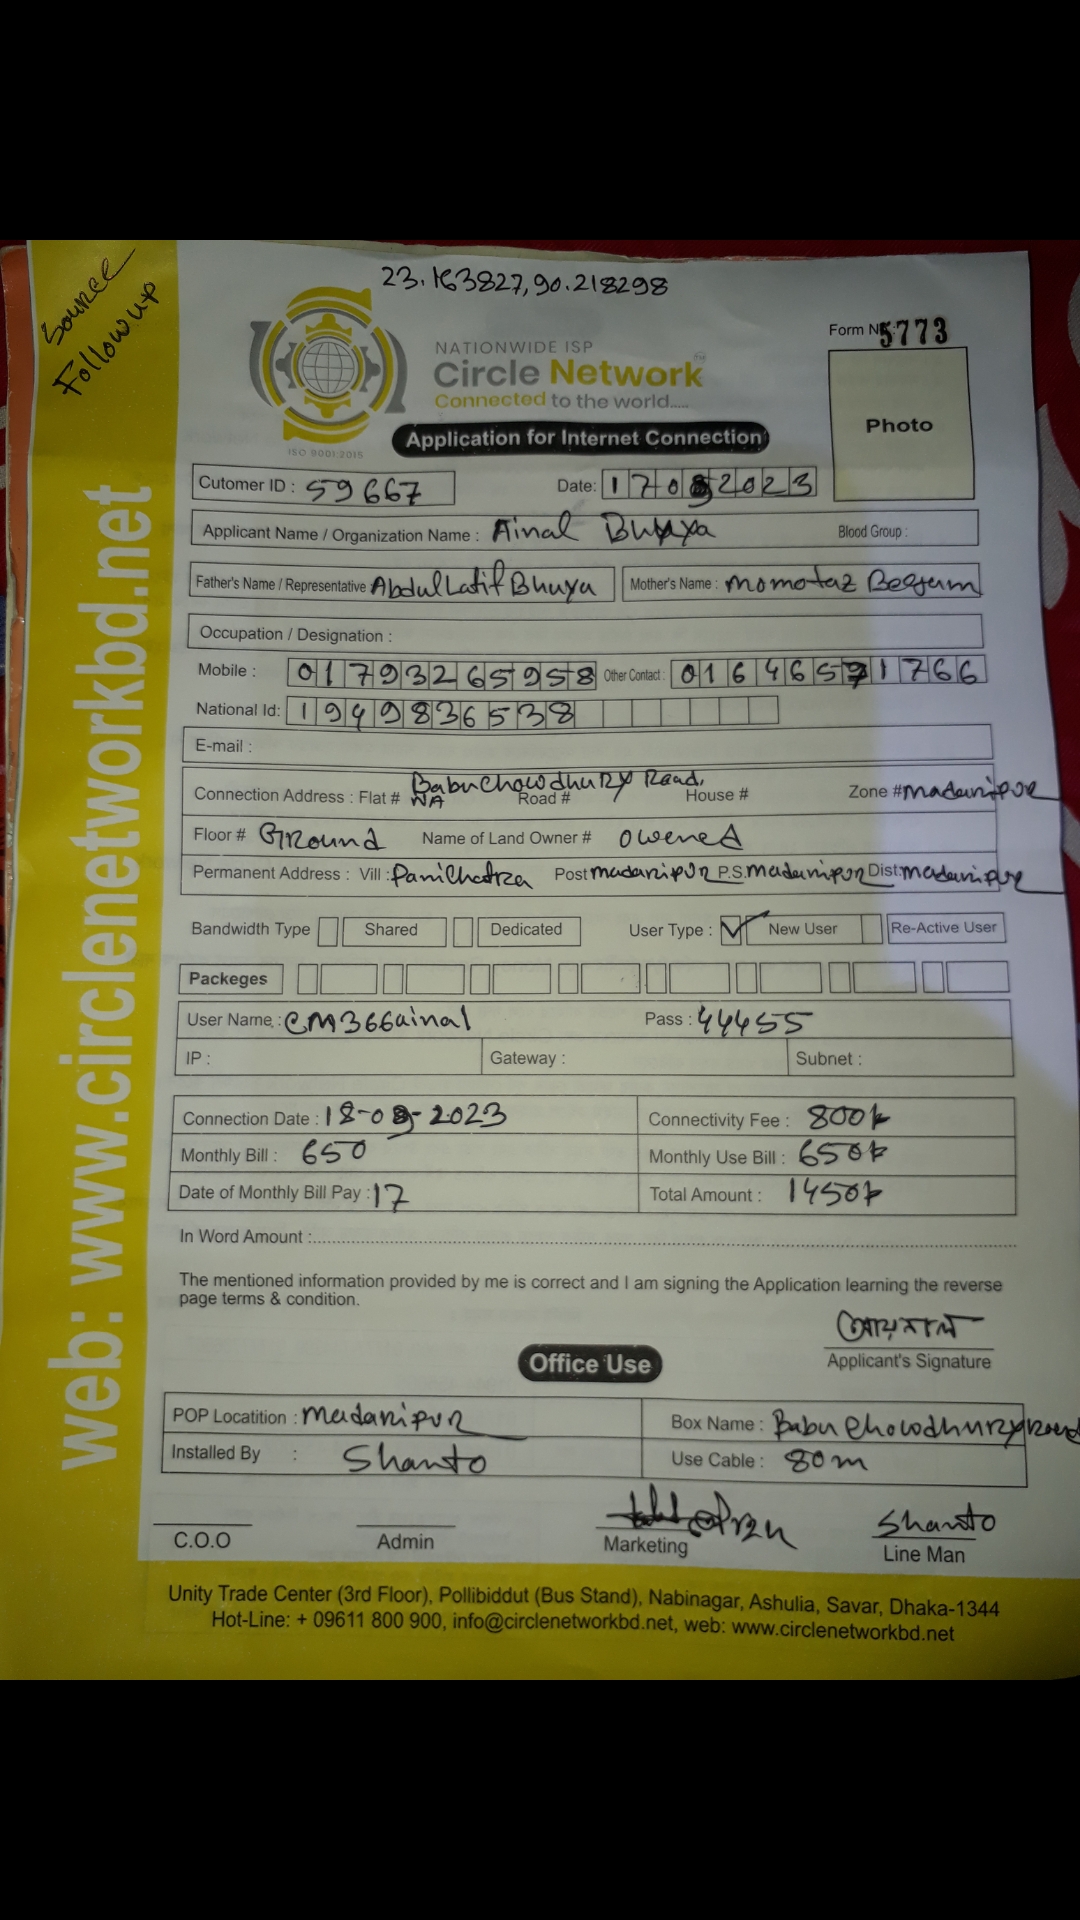 Source
Followup
23.163827,90.218298
Form No: 5773
NATIONWIDE ISP
Circle Network™
Connected to the world.....
ISO 9001:2015
Application for Internet Connection
Photo
Cutomer ID : 59667 Date: 17 0 2023
Applicant Name / Organization Name : Ainal Bhuya Blood Group :
Father's Name / Representative Abdul Latif Bhuya Mother's Name : Momotaz Beegum
Occupation / Designation :
Mobile : 01793265958 Other Contact : 01646571766
National Id: 1949836538
E-mail :
Babu Chowdhury Road,
Connection Address : Flat # NA Road # House # Zone # Madaripur
Floor # Ground Name of Land Owner # Owened
Permanent Address : Vill : Panichatra Post Madaripur P.S. Madaripur Dist: Madaripur
Bandwidth Type Shared Dedicated User Type : ✓ New User Re-Active User
Packeges
User Name : CM366ainal Pass : 44455
IP : Gateway : Subnet :
Connection Date : 18-0 -2023 Connectivity Fee : 800৳
Monthly Bill : 650 Monthly Use Bill : 650৳
Date of Monthly Bill Pay : 17 Total Amount : 1450৳
In Word Amount :
The mentioned information provided by me is correct and I am signing the Application learning the reverse
page terms & condition.
আয়নাল
Applicant's Signature
Office Use
POP Locatition : Madaripur Box Name : Babu Chowdhury Road
Installed By : Shanto Use Cable : 80m
Shanto
C.O.O Admin Marketing Line Man
Unity Trade Center (3rd Floor), Pollibiddut (Bus Stand), Nabinagar, Ashulia, Savar, Dhaka-1344
Hot-Line: + 09611 800 900, info@circlenetworkbd.net, web: www.circlenetworkbd.net
web: www.circlenetworkbd.net